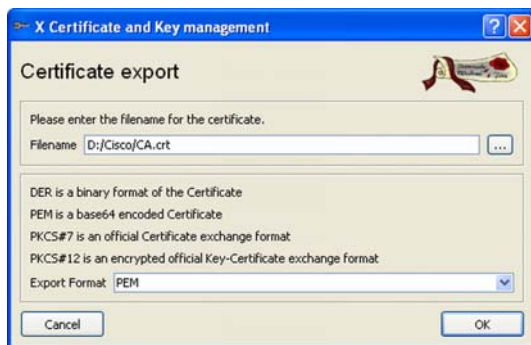 X Certificate and Key management
Certificate export
Please enter the filename for the certificate.
Filename D:/Cisco/CA.crt ...
DER is a binary format of the Certificate
PEM is a base64 encoded Certificate
PKCS#7 is an official Certificate exchange format
PKCS#12 is an encrypted official Key-Certificate exchange format
Export Format PEM
Cancel OK